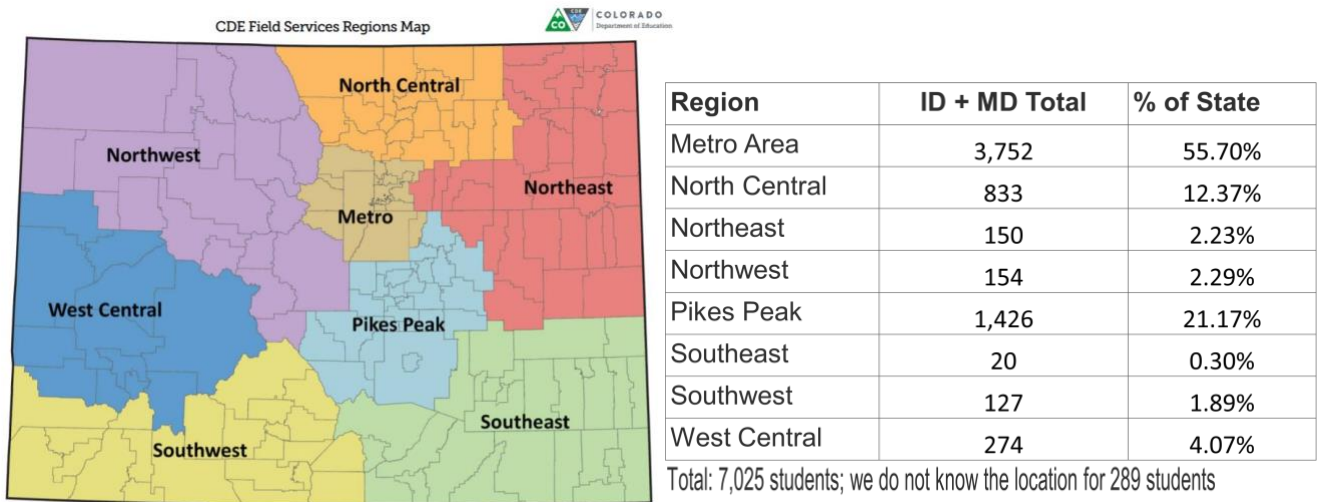 CDE Field Services Regions Map
CO
CDE
COLORADO
Department of Education
North Central
Northwest
Northeast
Metro
West Central
Pikes Peak
Southeast
Southwest
Region ID + MD Total % of State
Metro Area 3,752 55.70%
North Central 833 12.37%
Northeast 150 2.23%
Northwest 154 2.29%
Pikes Peak 1,426 21.17%
Southeast 20 0.30%
Southwest 127 1.89%
West Central 274 4.07%
Total: 7,025 students; we do not know the location for 289 students